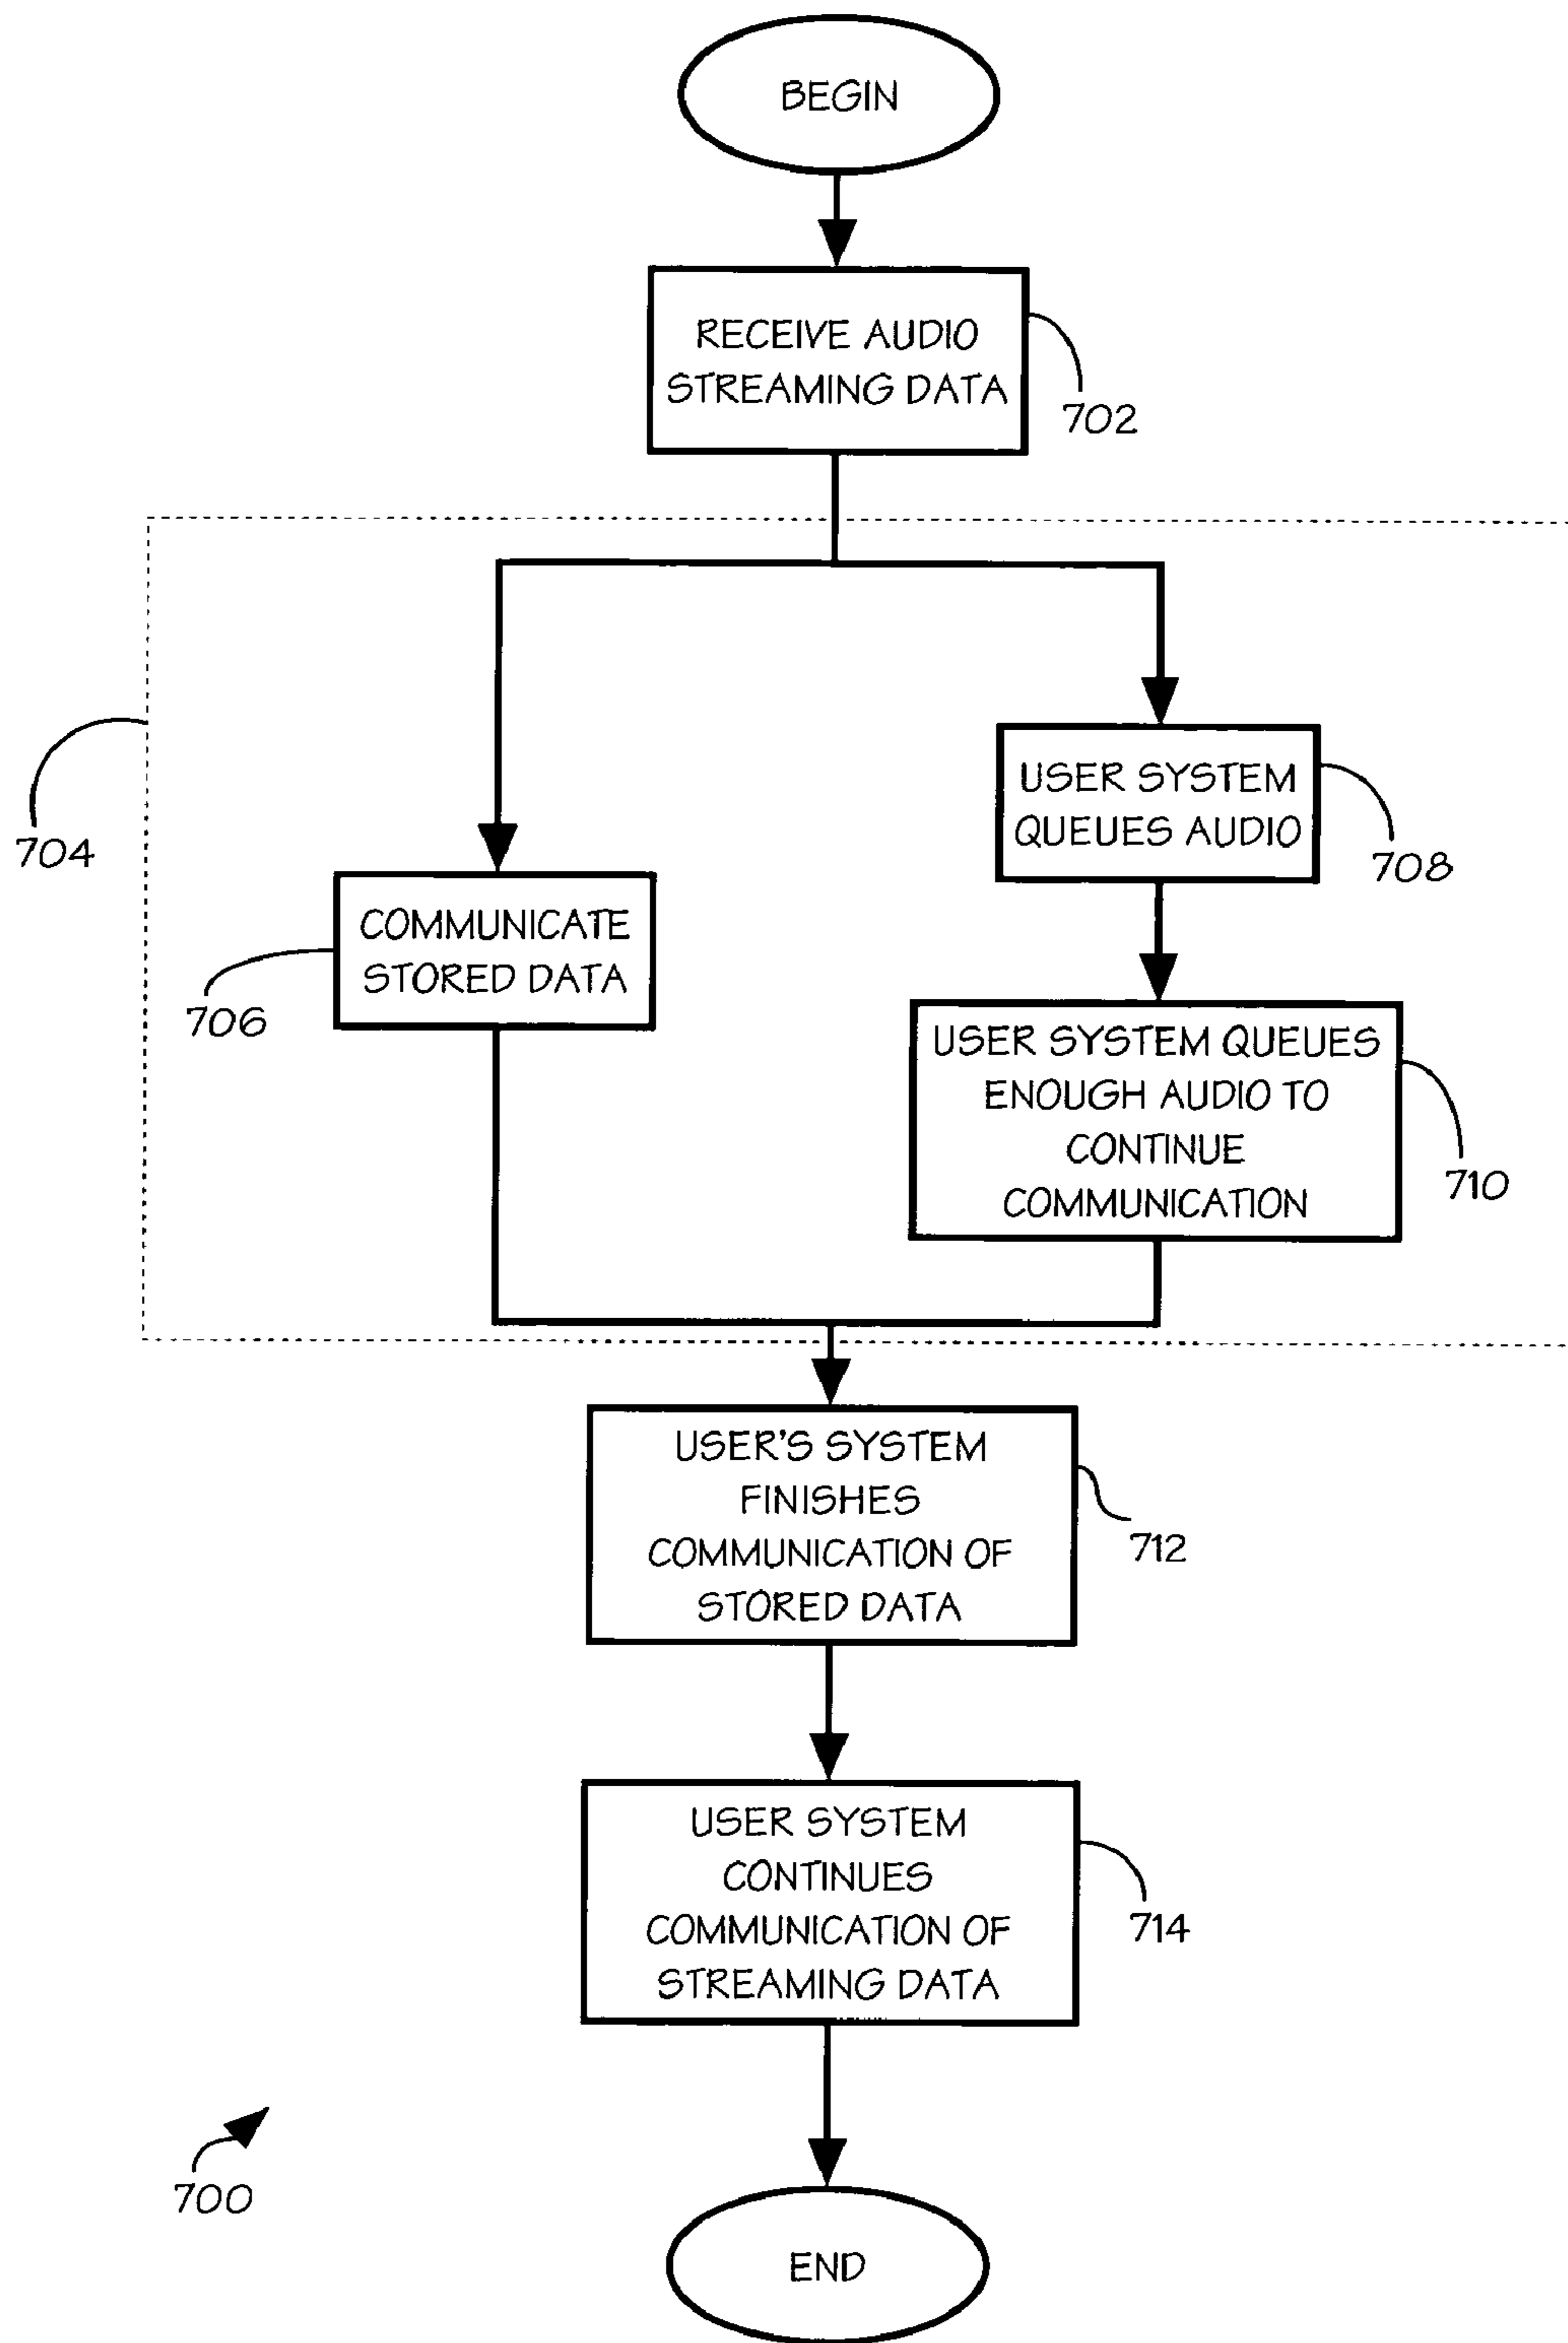 BEGIN
RECEIVE AUDIO
STREAMING DATA
702
704
USER SYSTEM
QUEUES AUDIO
708
COMMUNICATE
STORED DATA
706
USER SYSTEM QUEUES
ENOUGH AUDIO TO
CONTINUE
COMMUNICATION
710
USER'S SYSTEM
FINISHES
COMMUNICATION OF
STORED DATA
712
USER SYSTEM
CONTINUES
COMMUNICATION OF
STREAMING DATA
714
700
END